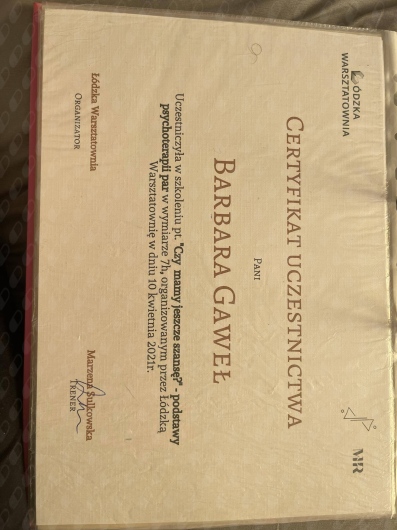 ŁÓDZKA
WARSZTATOWNIA
MR
CERTYFIKAT UCZESTNICTWA
PANI
BARBARA GAWEŁ
Uczestniczyła w szkoleniu pt. "Czy mamy jeszcze szansę?" - podstawy
psychoterapii par w wymiarze 7h, organizowanym przez Łódzką
Warsztatownię w dniu 10 kwietnia 2021r.
Łódzka Warsztatownia
ORGANIZATOR
Marzena Sulkowska
TRENER